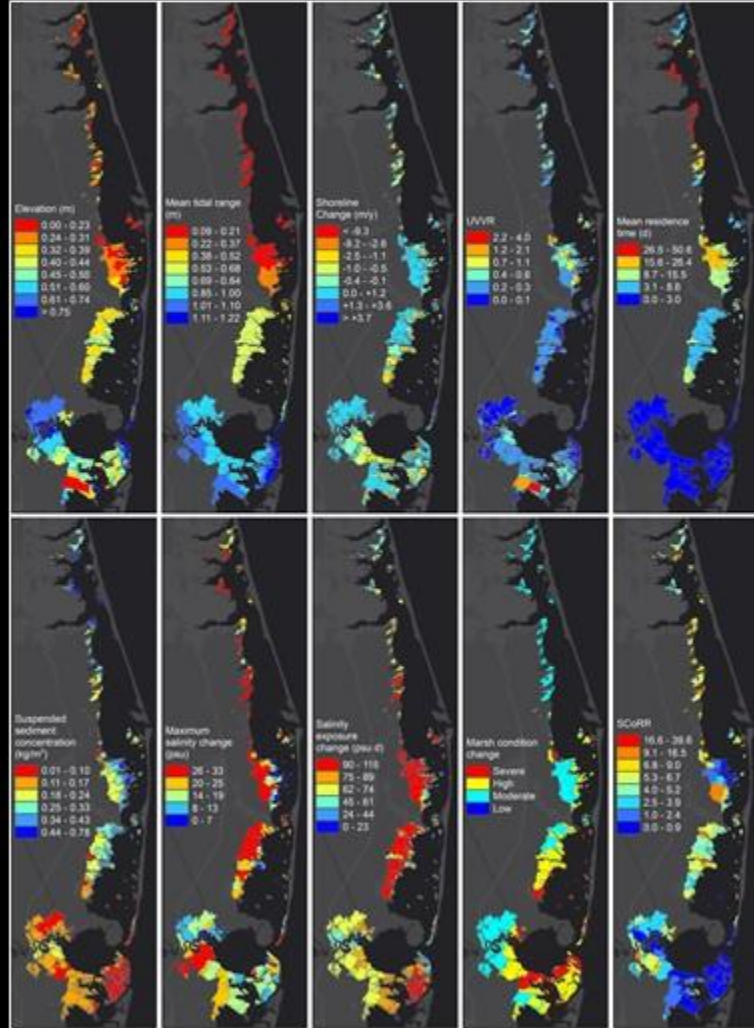 Elevation (m)
0.00 - 0.23
0.24 - 0.31
0.32 - 0.39
0.40 - 0.44
0.45 - 0.50
0.51 - 0.60
0.61 - 0.74
> 0.75
Mean tidal range
(m)
0.09 - 0.21
0.22 - 0.37
0.38 - 0.52
0.53 - 0.68
0.69 - 0.84
0.85 - 1.00
1.01 - 1.10
1.11 - 1.22
Shoreline
Change (m/y)
< -9.3
-9.2 - -2.6
-2.5 - -1.1
-1.0 - -0.5
-0.4 - -0.1
0.0 - +1.2
+1.3 - +3.6
> +3.7
UVVR
2.2 - 4.0
1.2 - 2.1
0.7 - 1.1
0.4 - 0.6
0.2 - 0.3
0.0 - 0.1
Mean residence
time (d)
26.5 - 50.6
15.6 - 26.4
8.7 - 15.5
3.1 - 8.6
0.0 - 3.0
Suspended
sediment
concentration
(kg/m³)
0.01 - 0.10
0.11 - 0.17
0.18 - 0.24
0.25 - 0.33
0.34 - 0.43
0.44 - 0.78
Maximum
salinity change
(psu)
26 - 33
20 - 25
14 - 19
8 - 13
0 - 7
Salinity
exposure
change (psu d)
90 - 116
75 - 89
62 - 74
45 - 61
24 - 44
0 - 23
Marsh condition
change
Severe
High
Moderate
Low
SCoRR
16.6 - 39.6
9.1 - 16.5
6.8 - 9.0
5.3 - 6.7
4.0 - 5.2
2.5 - 3.9
1.0 - 2.4
0.0 - 0.9